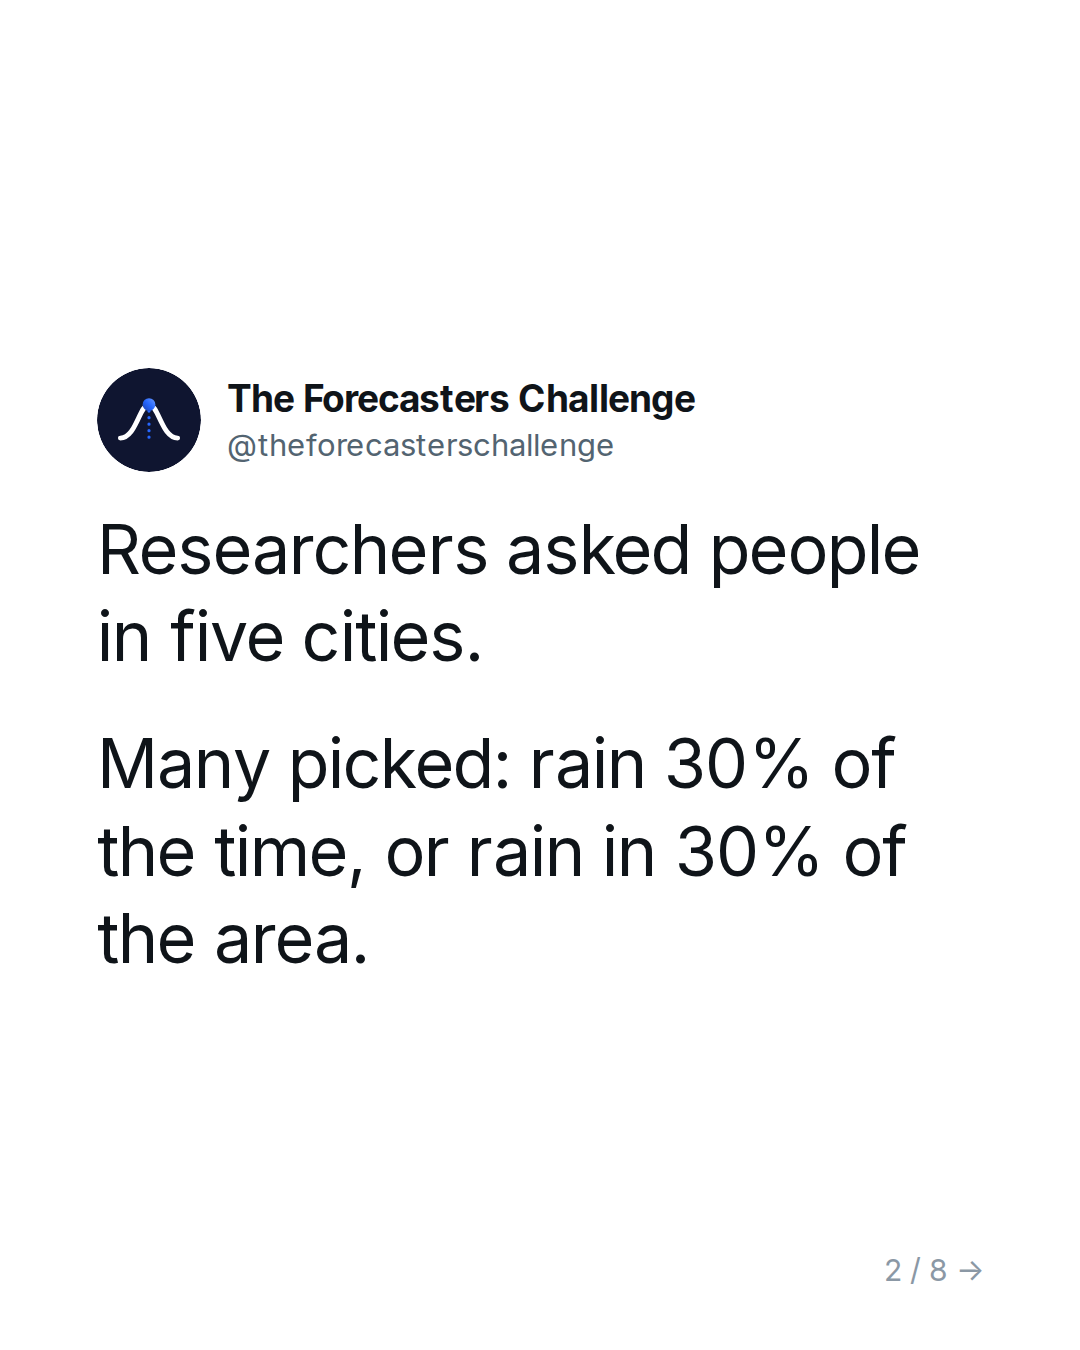 The Forecasters Challenge
@theforecasterschallenge
Researchers asked people
in five cities.
Many picked: rain 30% of
the time, or rain in 30% of
the area.
2 / 8 →